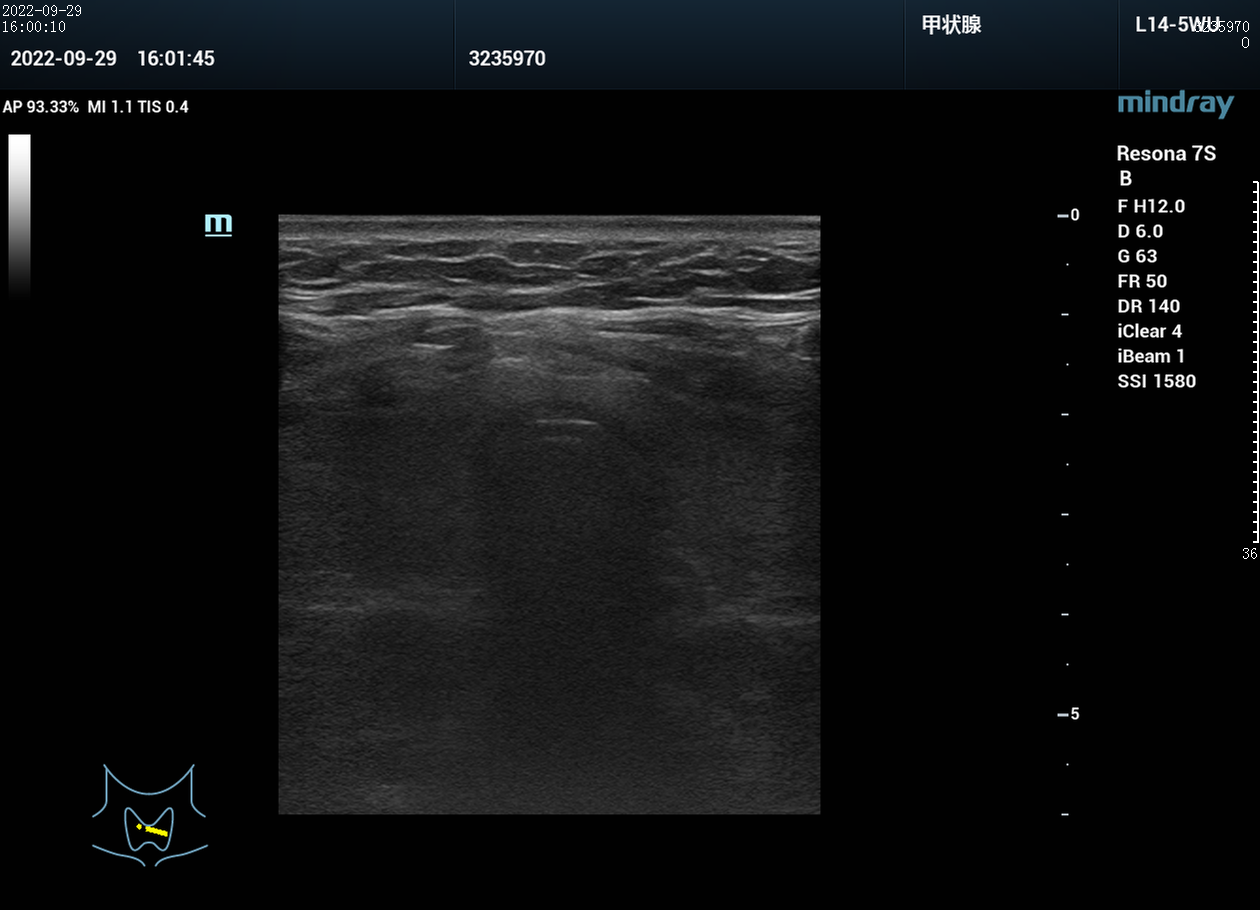 2022-09-29
16:00:10
甲状腺
L14-5WU
3235970
0
2022-09-29 16:01:45
3235970
AP 93.33% MI 1.1 TIS 0.4
mindray
Resona 7S
B
m
F H12.0
0
D 6.0
G 63
FR 50
DR 140
iClear 4
iBeam 1
SSI 1580
36
5